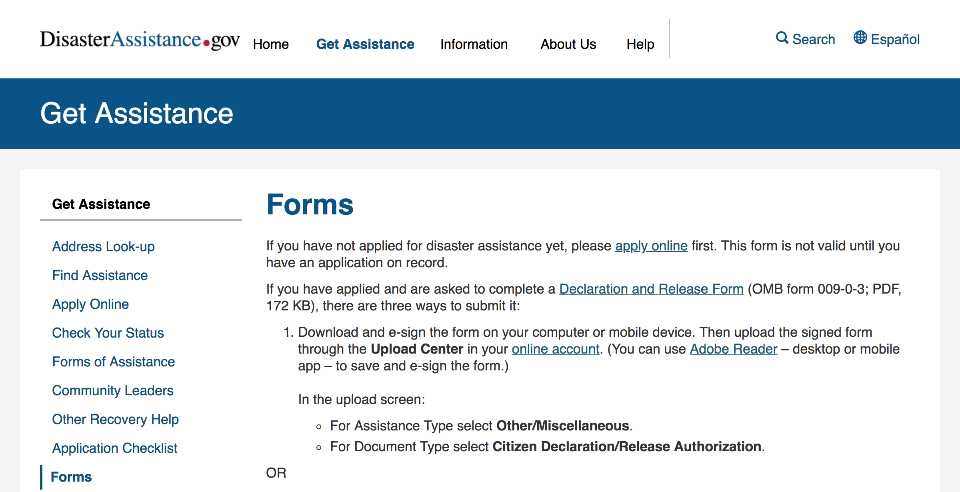 DisasterAssistance.gov Home Get Assistance Information About Us Help Search Español
Get Assistance
Get Assistance
Address Look-up
Find Assistance
Apply Online
Check Your Status
Forms of Assistance
Community Leaders
Other Recovery Help
Application Checklist
Forms
Forms
If you have not applied for disaster assistance yet, please apply online first. This form is not valid until you
have an application on record.
If you have applied and are asked to complete a Declaration and Release Form (OMB form 009-0-3; PDF,
172 KB), there are three ways to submit it:
1. Download and e-sign the form on your computer or mobile device. Then upload the signed form
through the Upload Center in your online account. (You can use Adobe Reader – desktop or mobile
app – to save and e-sign the form.)
In the upload screen:
◦ For Assistance Type select Other/Miscellaneous.
◦ For Document Type select Citizen Declaration/Release Authorization.
OR